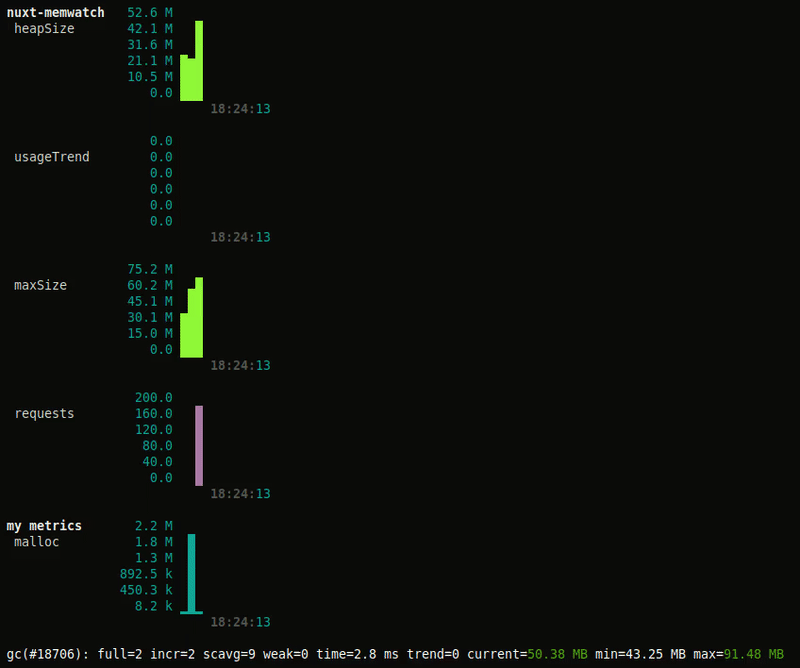 nuxt-memwatch 52.6 M
heapSize 42.1 M
31.6 M
21.1 M
10.5 M
0.0
18:24:13
0.0
usageTrend 0.0
0.0
0.0
0.0
0.0
18:24:13
75.2 M
maxSize 60.2 M
45.1 M
30.1 M
15.0 M
0.0
18:24:13
200.0
requests 160.0
120.0
80.0
40.0
0.0
18:24:13
my metrics 2.2 M
malloc 1.8 M
1.3 M
892.5 k
450.3 k
8.2 k
18:24:13
gc(#18706): full=2 incr=2 scavg=9 weak=0 time=2.8 ms trend=0 current=50.38 MB min=43.25 MB max=91.48 MB